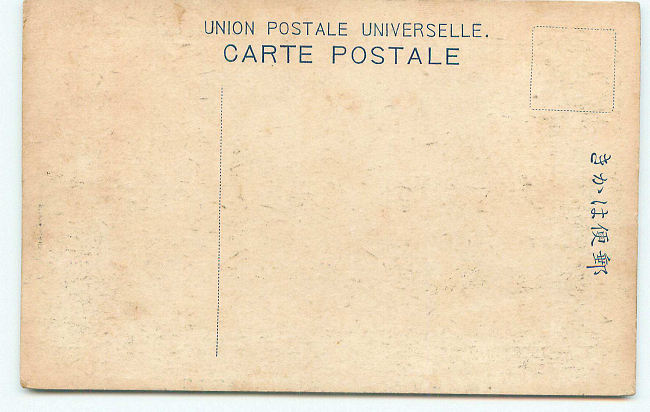 UNION POSTALE UNIVERSELLE.
CARTE POSTALE
郵便はかき